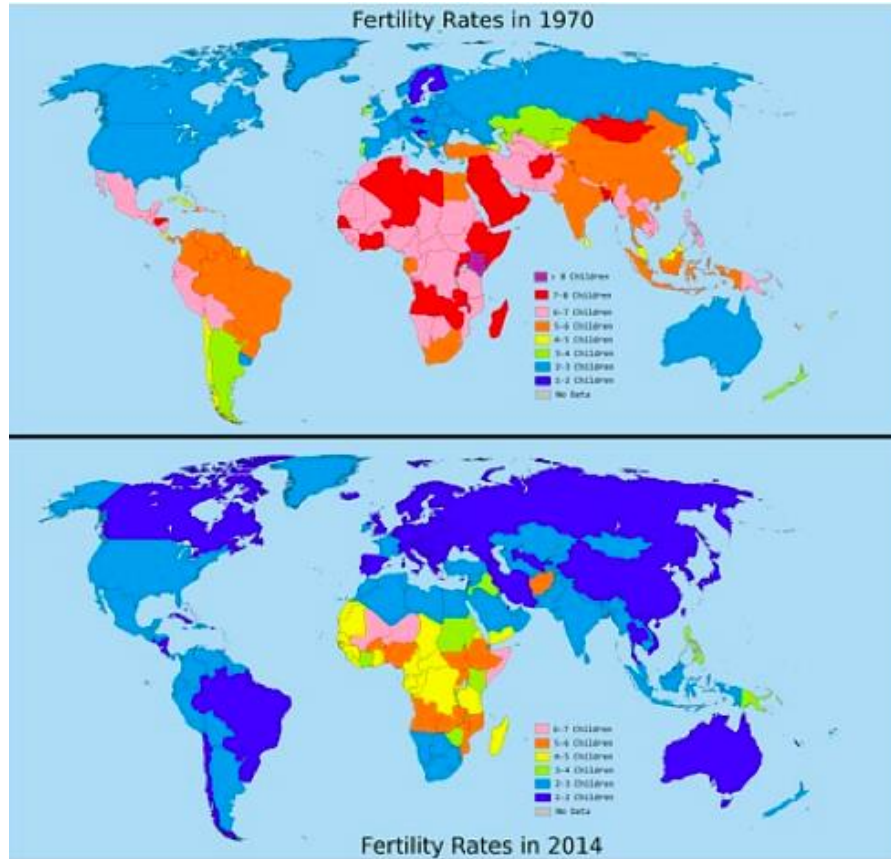 Fertility Rates in 1970
> 8 Children
7-8 Children
6-7 Children
5-6 Children
4-5 Children
3-4 Children
2-3 Children
1-2 Children
No Data
6-7 Children
5-6 Children
4-5 Children
3-4 Children
2-3 Children
1-2 Children
No Data
Fertility Rates in 2014